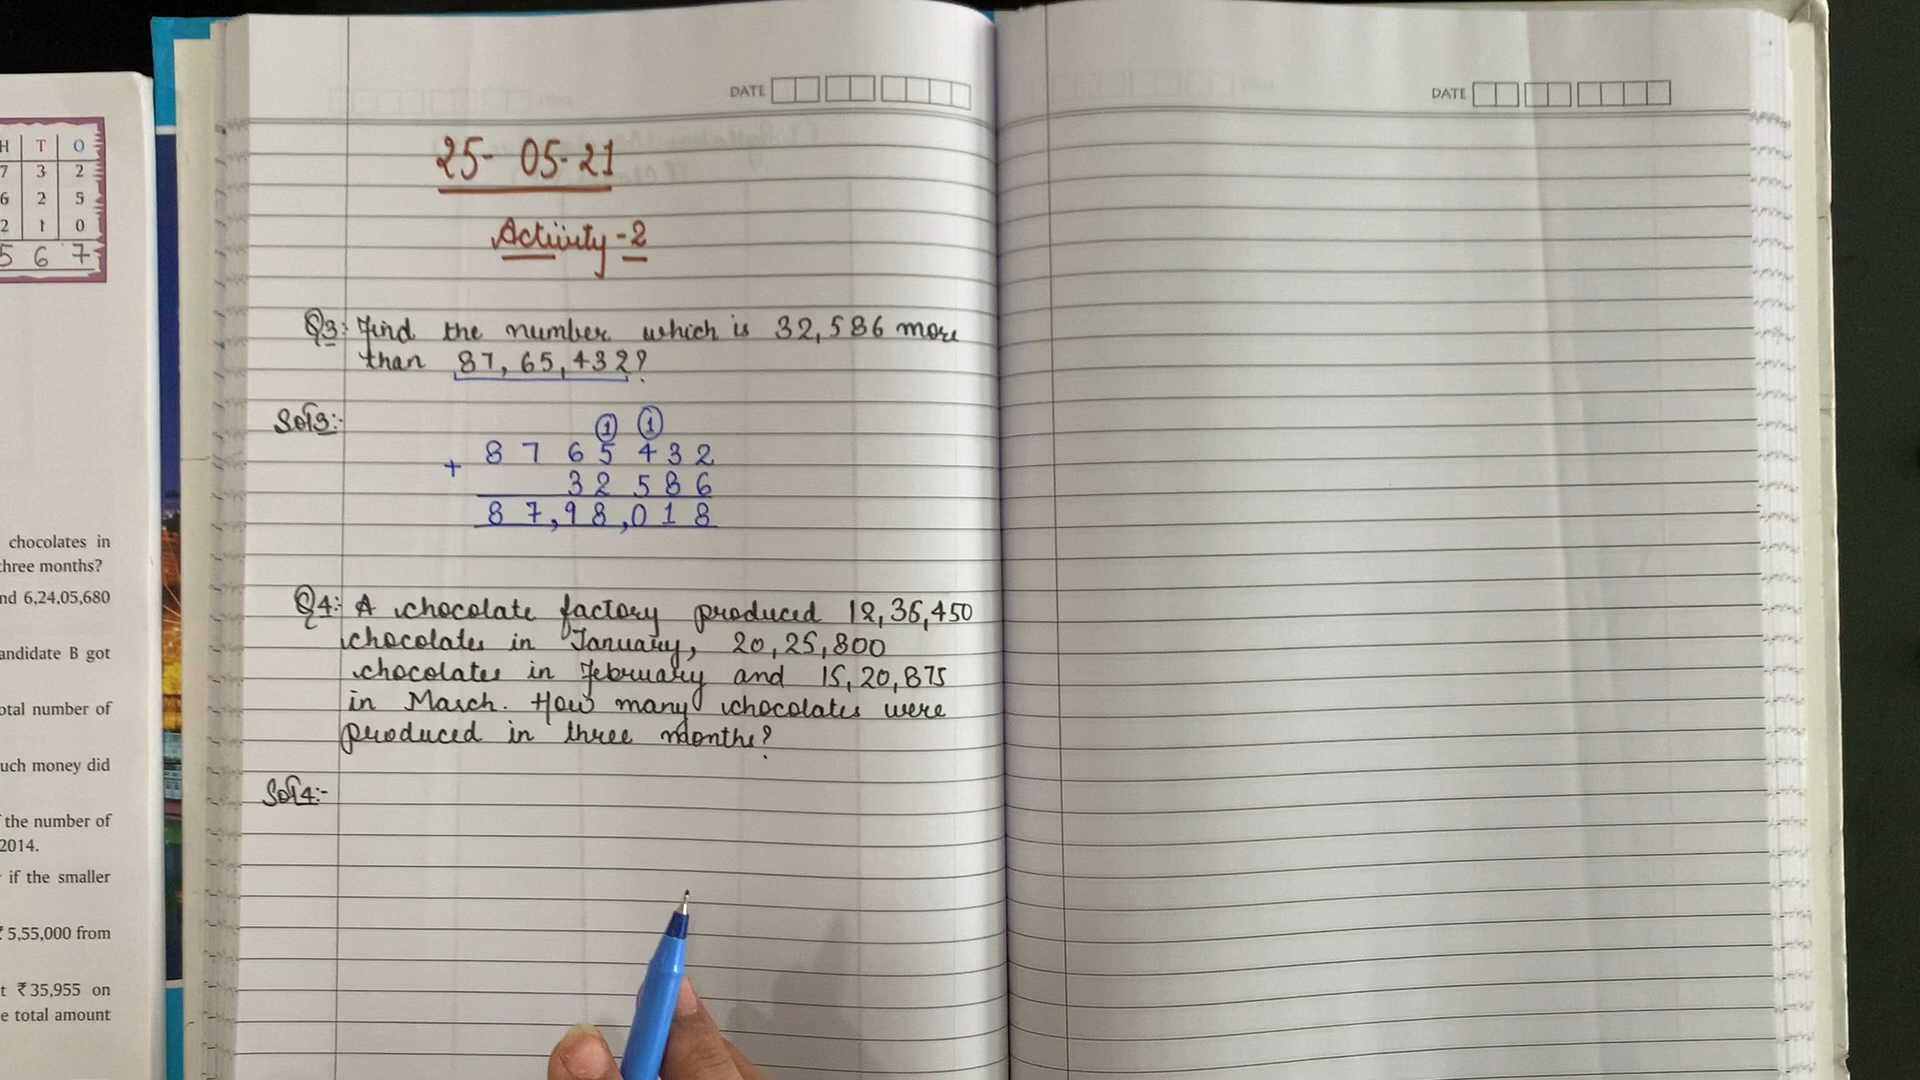 H T O
7 3 2
6 2 5
2 1 0
5 6 7
chocolates in
three months?
nd 6,24,05,680
andidate B got
otal number of
uch money did
the number of
2014.
if the smaller
₹ 5,55,000 from
t ₹ 35,955 on
e total amount
DATE
25-05-21
Activity-2
Q3: Find the number which is 32,586 more
than 87,65,432?
Sol3:-
1 1
8 7 6 5 4 3 2
+
3 2 5 8 6
8 7,9 8,0 1 8
Q4: A chocolate factory produced 12,36,450
chocolates in January, 20,25,800
chocolates in February and 15,20,875
in March. How many chocolates were
produced in three months?
Sol4:-
DATE